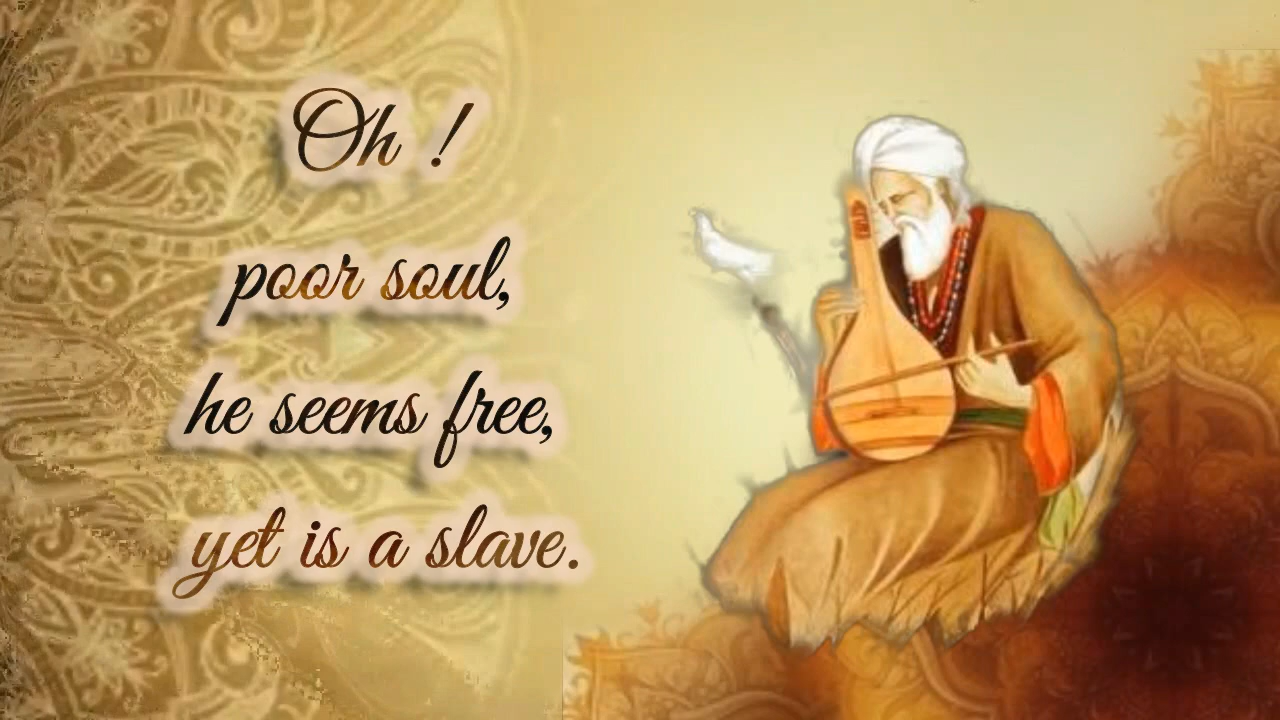 Oh !
poor soul,
he seems free,
yet is a slave.